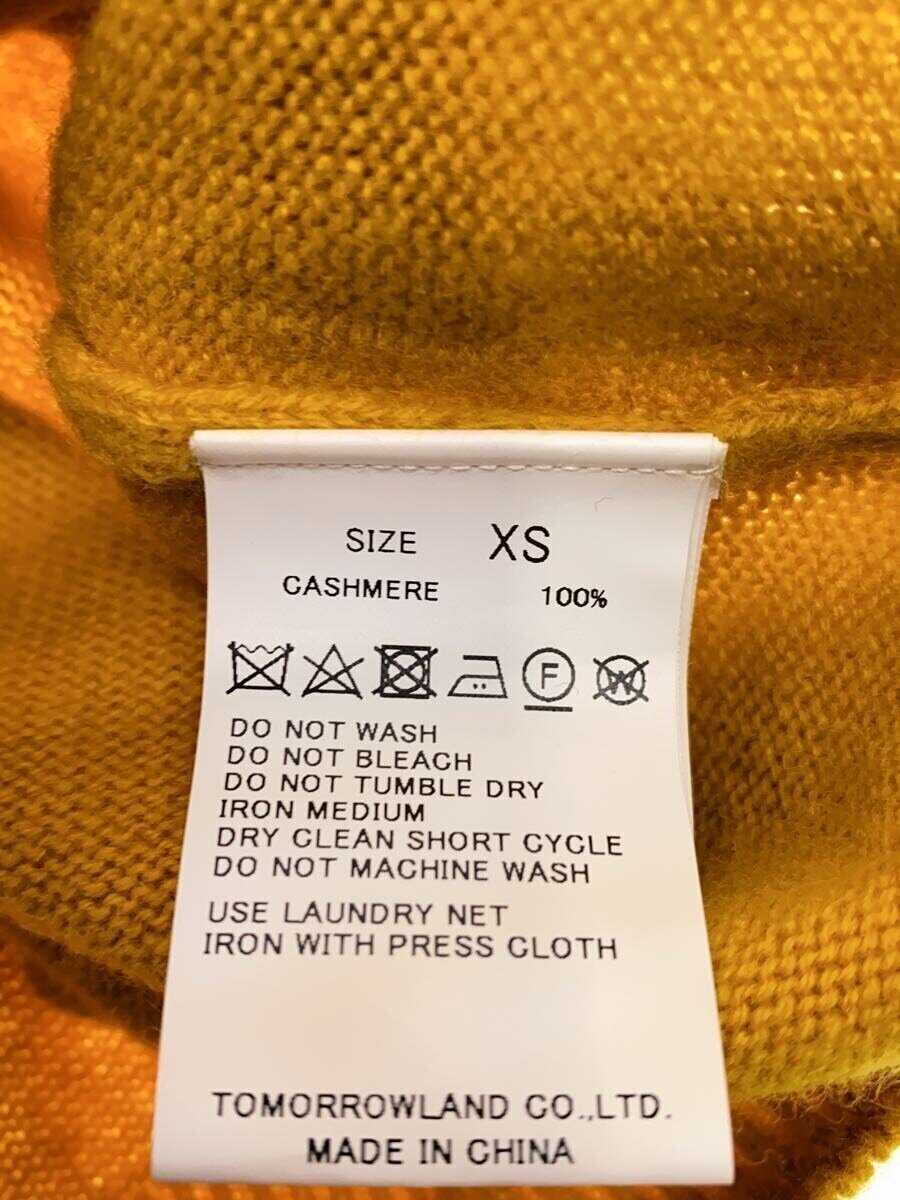 SIZE XS
CASHMERE 100%
F W
DO NOT WASH
DO NOT BLEACH
DO NOT TUMBLE DRY
IRON MEDIUM
DRY CLEAN SHORT CYCLE
DO NOT MACHINE WASH
USE LAUNDRY NET
IRON WITH PRESS CLOTH
TOMORROWLAND CO.,LTD.
MADE IN CHINA